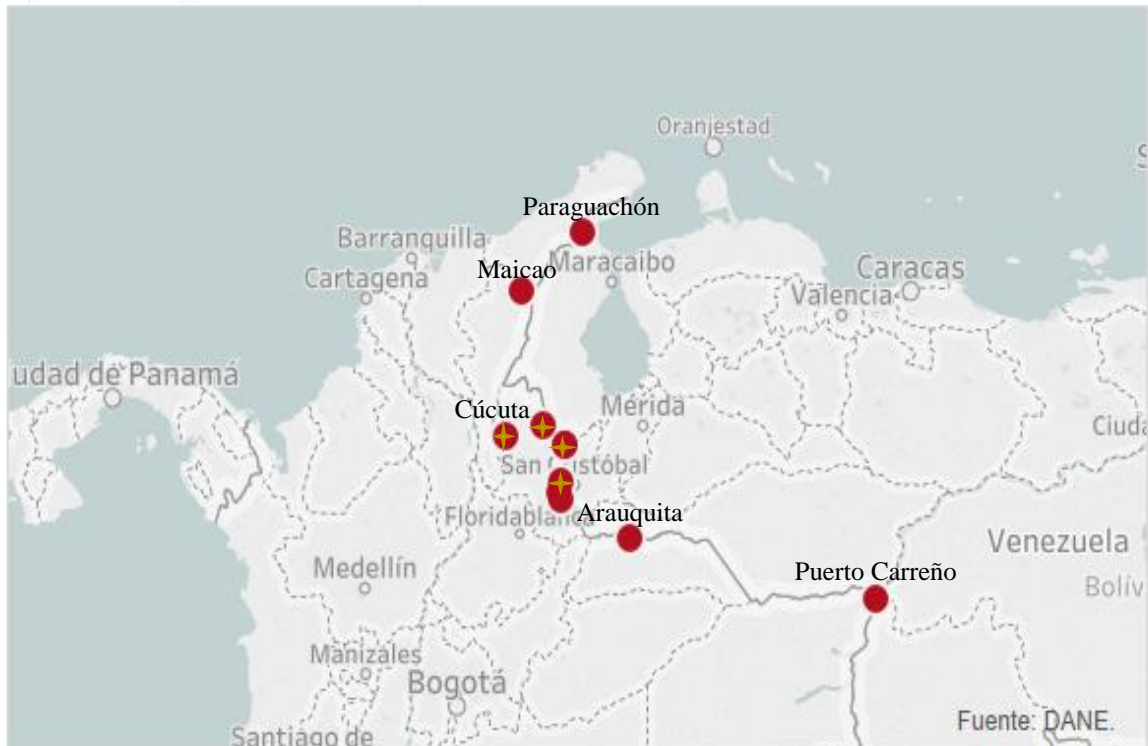 Oranjestad
S
Paraguachón
Barranquilla
Maicao
Maracaibo
Cartagena
Caracas
Valencia
udad de Panamá
Cúcuta
Mérida
Ciuda
San Cristóbal
Arauquita
Floridablanca
Venezuela
Medellín
Puerto Carreño
Bolív
Manizales
Bogotá
Fuente: DANE.
Santiago de